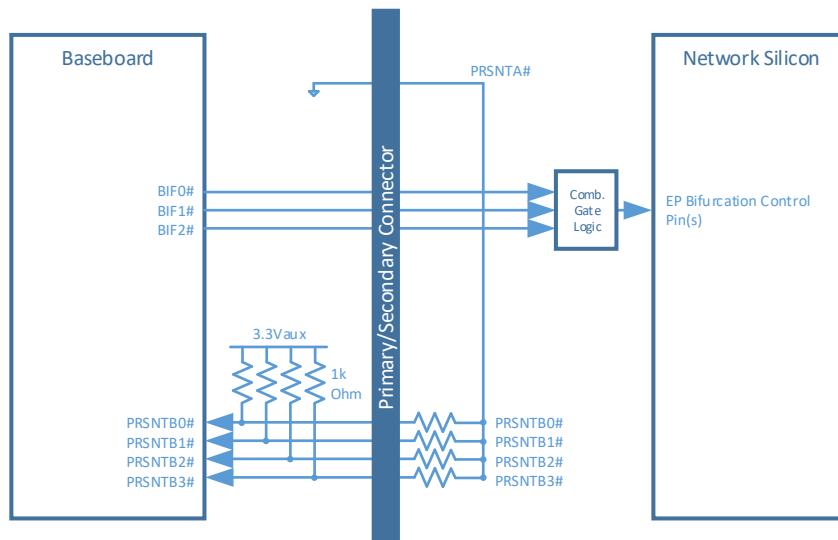 Baseboard
Network Silicon
PRSNTA#
BIF0#
BIF1#
BIF2#
Comb.
Gate
Logic
EP Bifurcation Control
Pin(s)
Primary/Secondary Connector
3.3Vaux
1k
Ohm
PRSNTB0#
PRSNTB1#
PRSNTB2#
PRSNTB3#
PRSNTB0#
PRSNTB1#
PRSNTB2#
PRSNTB3#